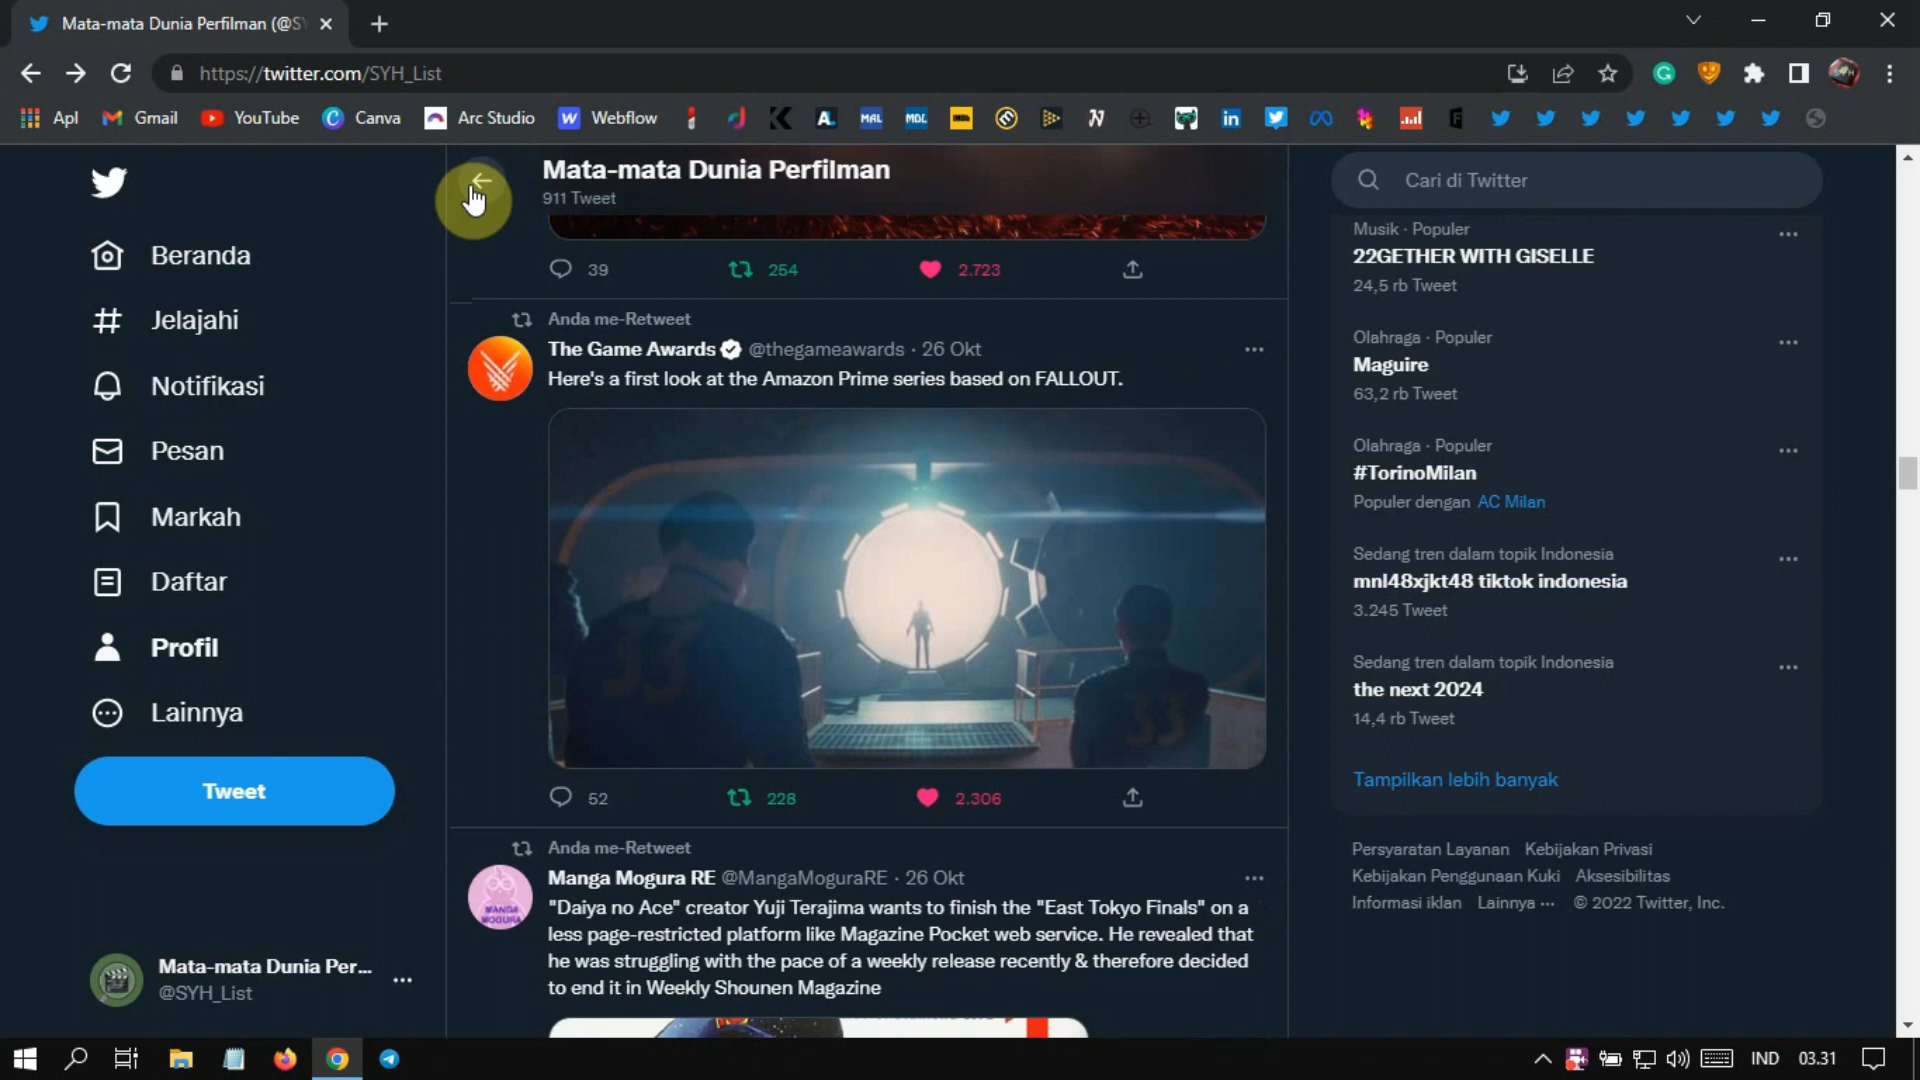 Mata-mata Dunia Perfilman (@S
https://twitter.com/SYH_List
Apl
Gmail
YouTube
Canva
Arc Studio
Webflow
Beranda
Jelajahi
Notifikasi
Pesan
Markah
Daftar
Profil
Lainnya
Tweet
Mata-mata Dunia Per...
@SYH_List
Mata-mata Dunia Perfilman
911 Tweet
39
254
2.723
Anda me-Retweet
The Game Awards @thegameawards · 26 Okt
Here's a first look at the Amazon Prime series based on FALLOUT.
33
33
52
228
2.306
Anda me-Retweet
MANGA
MOGURA
Manga Mogura RE @MangaMoguraRE · 26 Okt
"Daiya no Ace" creator Yuji Terajima wants to finish the "East Tokyo Finals" on a
less page-restricted platform like Magazine Pocket web service. He revealed that
he was struggling with the pace of a weekly release recently & therefore decided
to end it in Weekly Shounen Magazine
Cari di Twitter
Musik · Populer
22GETHER WITH GISELLE
24,5 rb Tweet
Olahraga · Populer
Maguire
63,2 rb Tweet
Olahraga · Populer
#TorinoMilan
Populer dengan AC Milan
Sedang tren dalam topik Indonesia
mnl48xjkt48 tiktok indonesia
3.245 Tweet
Sedang tren dalam topik Indonesia
the next 2024
14,4 rb Tweet
Tampilkan lebih banyak
Persyaratan Layanan Kebijakan Privasi
Kebijakan Penggunaan Kuki Aksesibilitas
Informasi iklan Lainnya ··· © 2022 Twitter, Inc.
IND
03.31